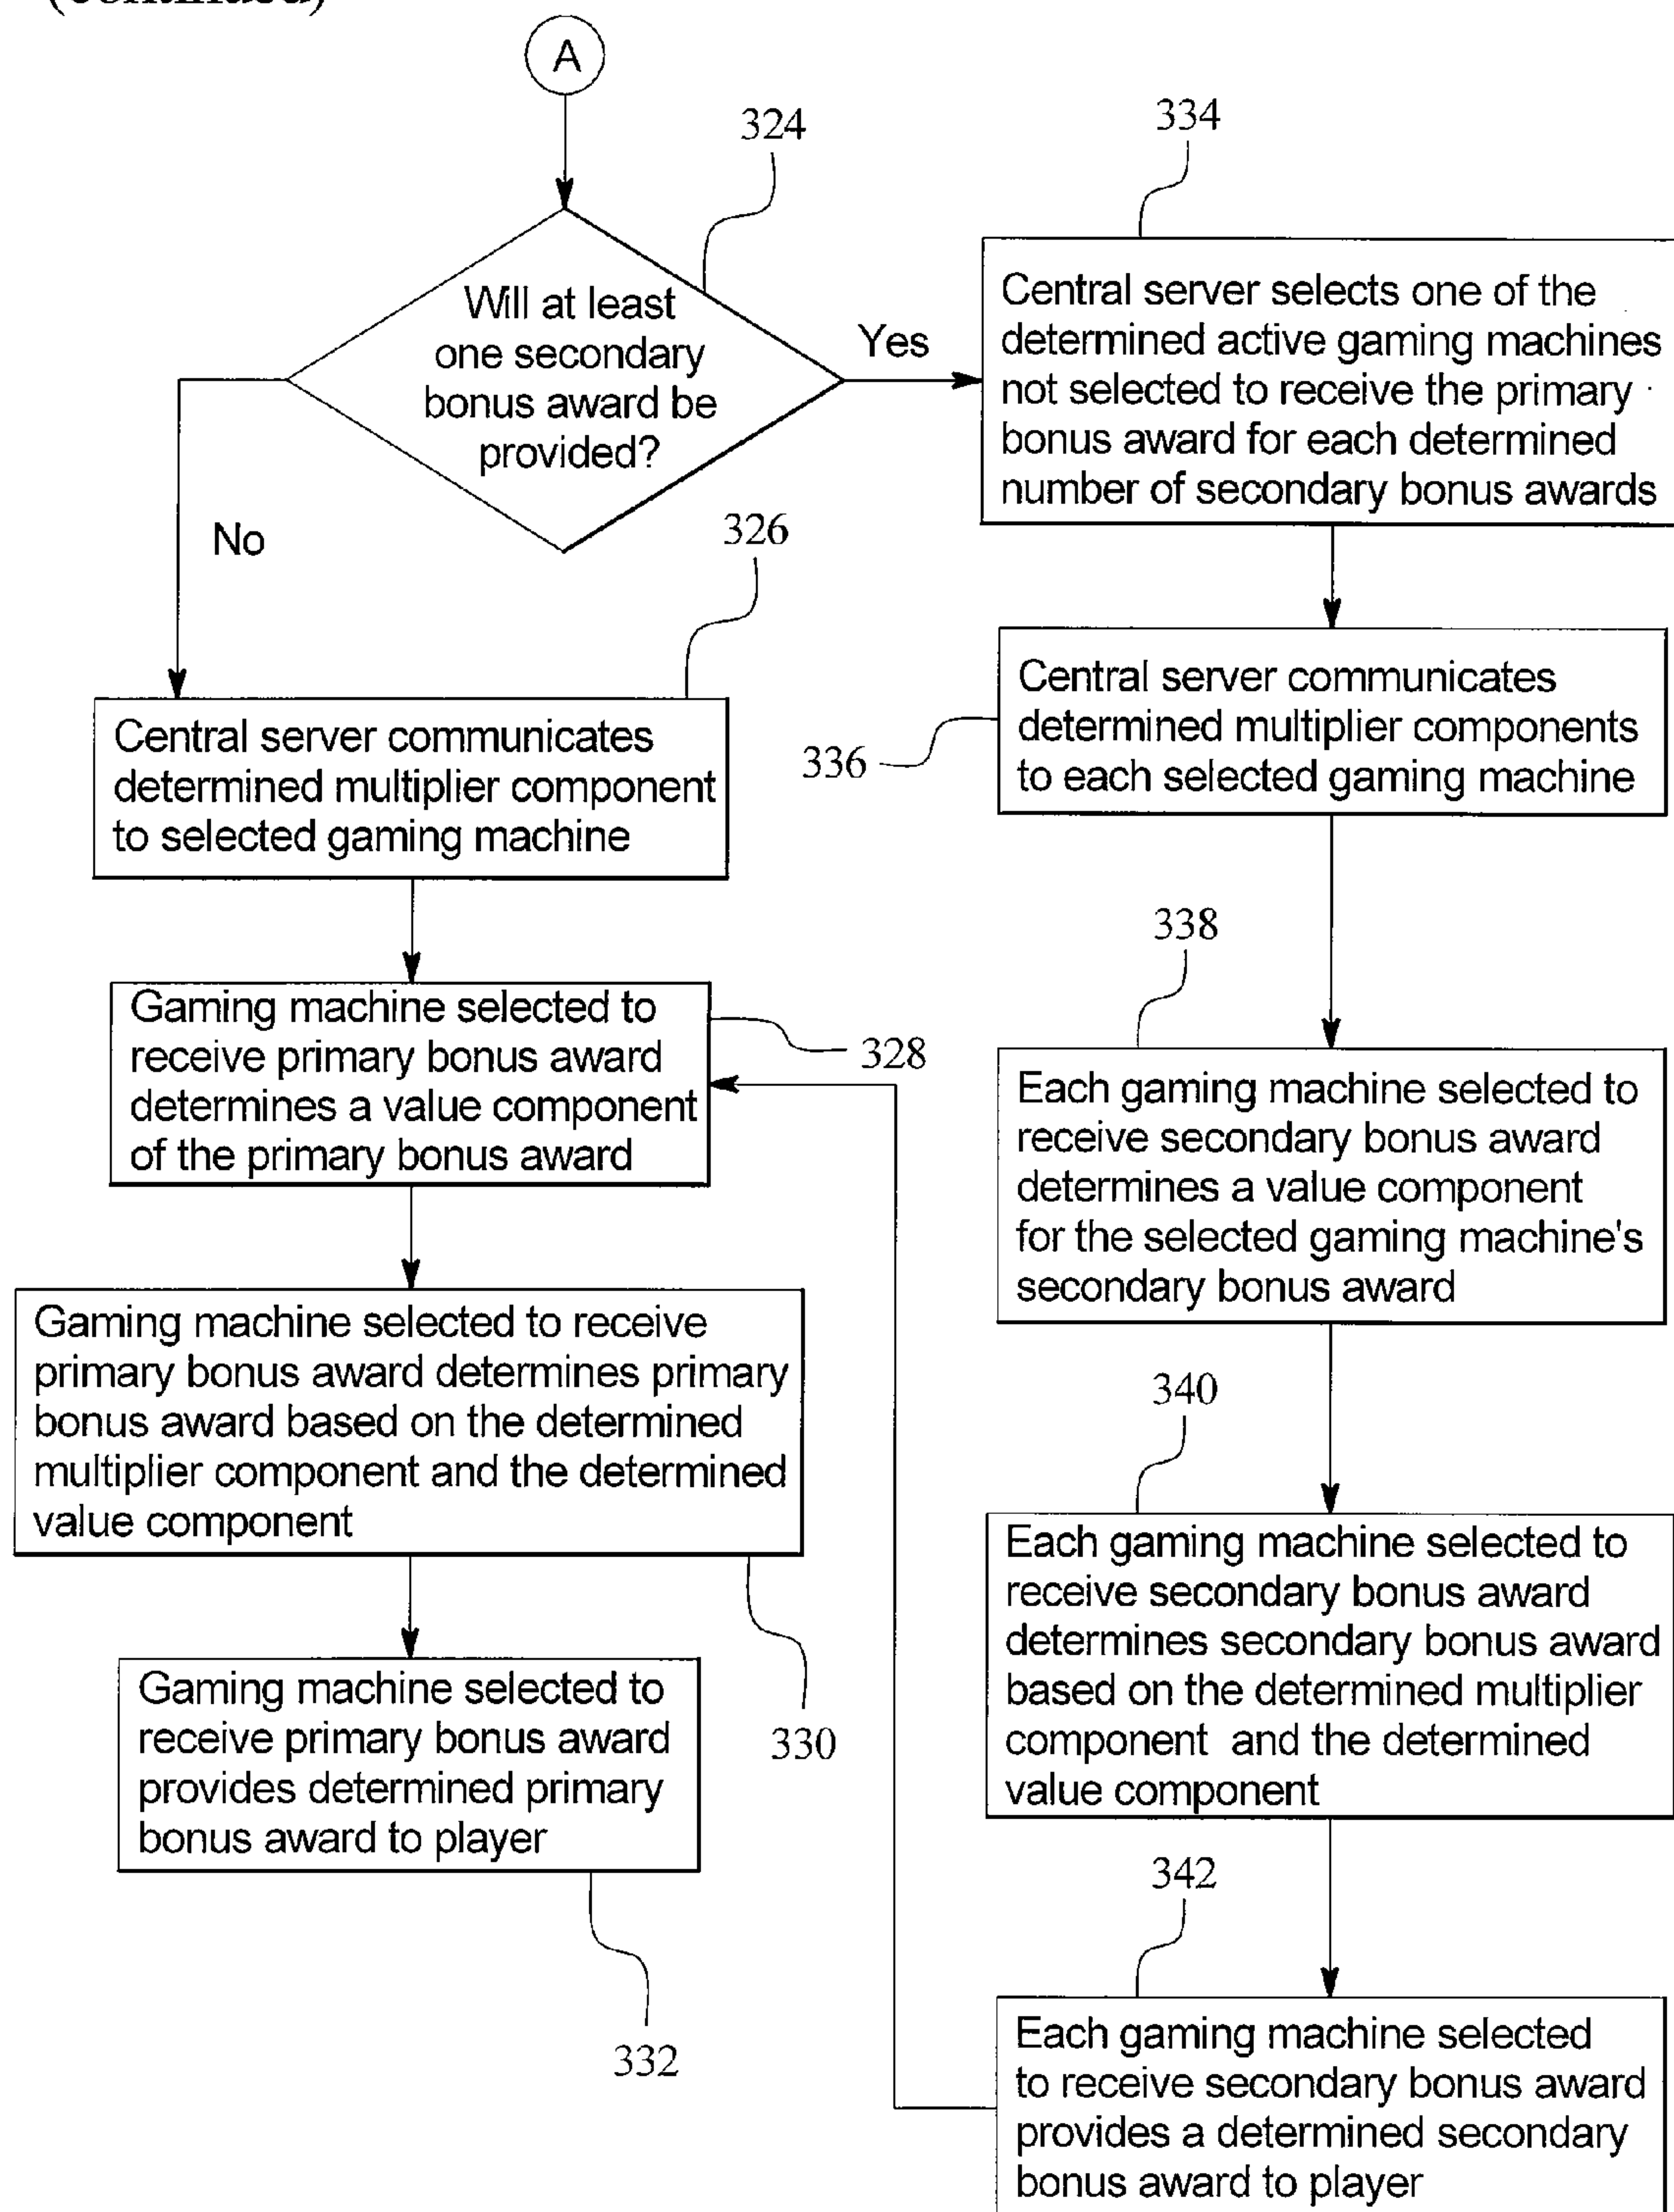 (continued)
A
324
334
Will at least
one secondary
bonus award be
provided?
Yes
No
Central server selects one of the
determined active gaming machines
not selected to receive the primary
bonus award for each determined
number of secondary bonus awards
326
Central server communicates
determined multiplier component
to selected gaming machine
336
Central server communicates
determined multiplier components
to each selected gaming machine
328
Gaming machine selected to
receive primary bonus award
determines a value component
of the primary bonus award
338
Each gaming machine selected to
receive secondary bonus award
determines a value component
for the selected gaming machine's
secondary bonus award
Gaming machine selected to receive
primary bonus award determines primary
bonus award based on the determined
multiplier component and the determined
value component
330
340
Each gaming machine selected to
receive secondary bonus award
determines secondary bonus award
based on the determined multiplier
component and the determined
value component
Gaming machine selected to
receive primary bonus award
provides determined primary
bonus award to player
332
342
Each gaming machine selected
to receive secondary bonus award
provides a determined secondary
bonus award to player